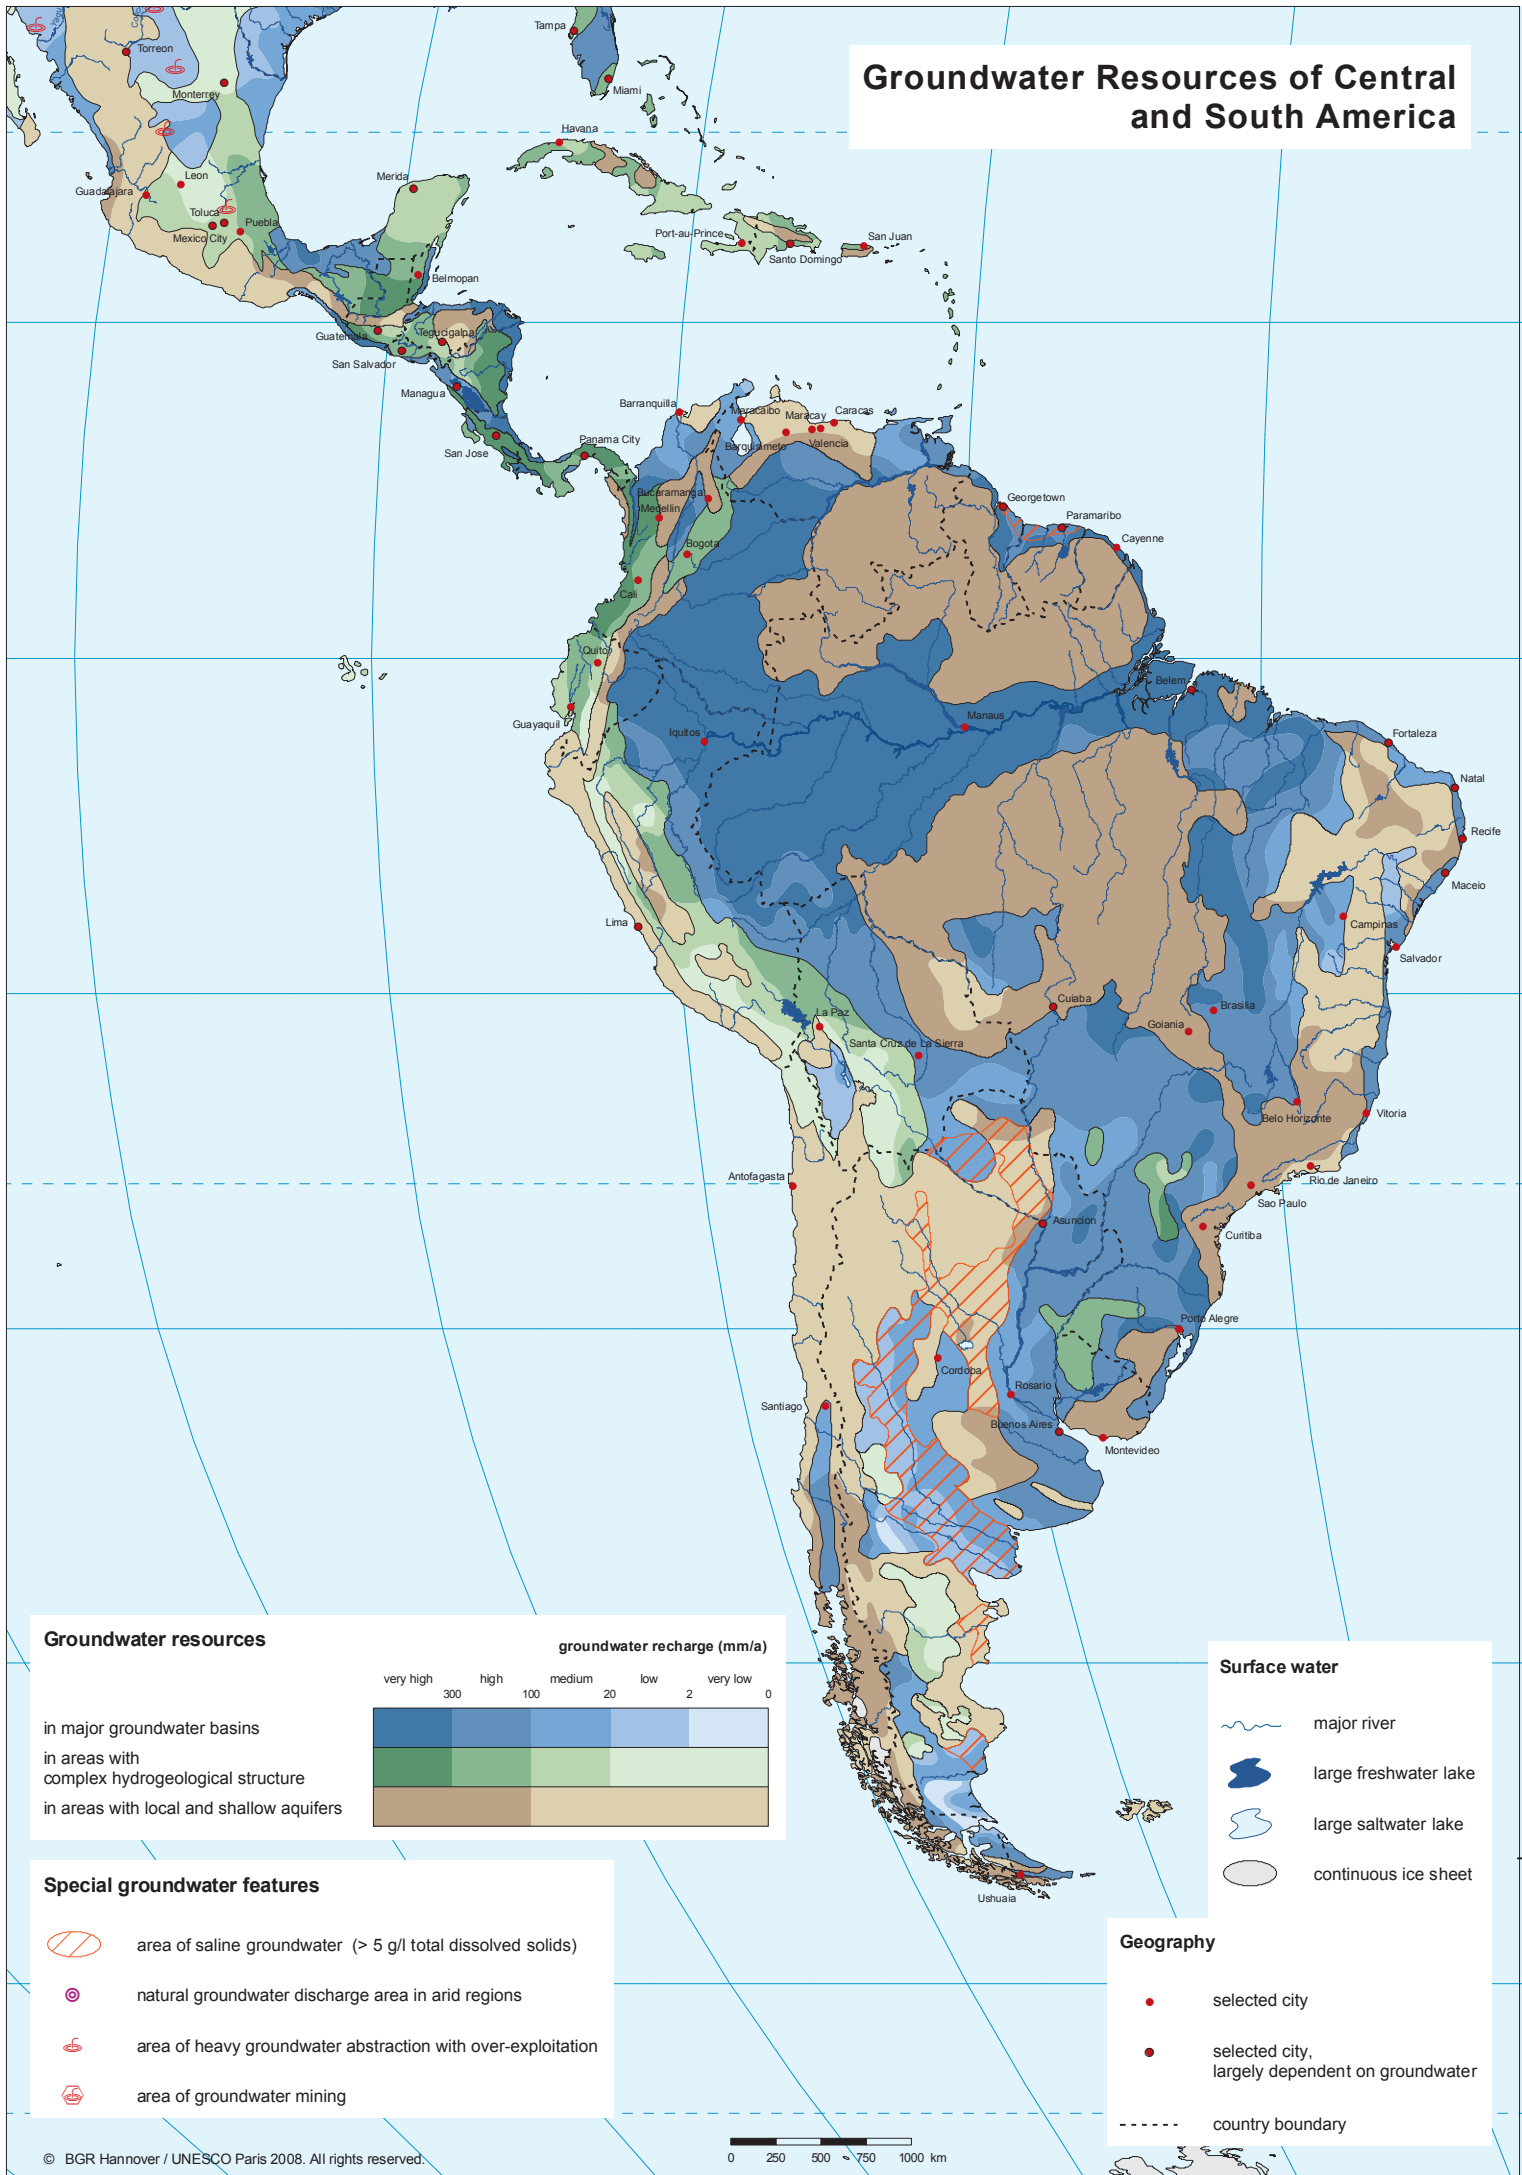 Groundwater Resources of Central
and South America
Tampa
Miami
Torreon
Monterrey
Havana
Leon
Guadalajara
Merida
Toluca
Puebla
Mexico City
Port-au-Prince
San Juan
Santo Domingo
Belmopan
Guatemala
Tegucigalpa
San Salvador
Managua
San Jose
Panama City
Barranquilla
Maracaibo
Maracay
Caracas
Barquisimeto
Valencia
Bucaramanga
Medellin
Georgetown
Paramaribo
Cayenne
Bogota
Cali
Quito
Guayaquil
Iquitos
Manaus
Belem
Fortaleza
Natal
Recife
Maceio
Lima
Campinas
Salvador
Cuiaba
Brasilia
La Paz
Goiania
Santa Cruz de La Sierra
Belo Horizonte
Vitoria
Antofagasta
Rio de Janeiro
Sao Paulo
Asuncion
Curitiba
Porto Alegre
Cordoba
Rosario
Santiago
Buenos Aires
Montevideo
Ushuaia
Groundwater resources
groundwater recharge (mm/a)
very high high medium low very low
300 100 20 2 0
in major groundwater basins
in areas with
complex hydrogeological structure
in areas with local and shallow aquifers
Special groundwater features
area of saline groundwater (> 5 g/l total dissolved solids)
natural groundwater discharge area in arid regions
area of heavy groundwater abstraction with over-exploitation
area of groundwater mining
Surface water
major river
large freshwater lake
large saltwater lake
continuous ice sheet
Geography
selected city
selected city,
largely dependent on groundwater
country boundary
0 250 500 750 1000 km
© BGR Hannover / UNESCO Paris 2008. All rights reserved.